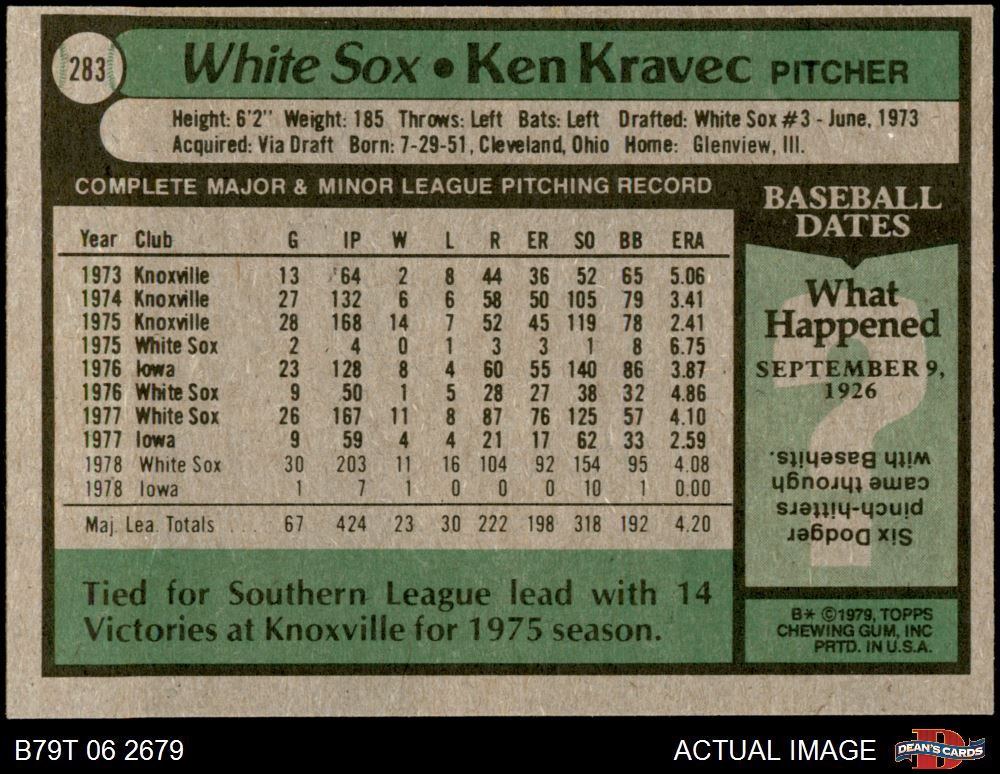 283
White Sox • Ken Kravec PITCHER
Height: 6'2" Weight: 185 Throws: Left Bats: Left Drafted: White Sox #3 - June, 1973
Acquired: Via Draft Born: 7-29-51, Cleveland, Ohio Home: Glenview, Ill.
COMPLETE MAJOR & MINOR LEAGUE PITCHING RECORD
Year Club G IP W L R ER SO BB ERA
1973 Knoxville 13 64 2 8 44 36 52 65 5.06
1974 Knoxville 27 132 6 6 58 50 105 79 3.41
1975 Knoxville 28 168 14 7 52 45 119 78 2.41
1975 White Sox 2 4 0 1 3 3 1 8 6.75
1976 Iowa 23 128 8 4 60 55 140 86 3.87
1976 White Sox 9 50 1 5 28 27 38 32 4.86
1977 White Sox 26 167 11 8 87 76 125 57 4.10
1977 Iowa 9 59 4 4 21 17 62 33 2.59
1978 White Sox 30 203 11 16 104 92 154 95 4.08
1978 Iowa 1 7 1 0 0 0 10 1 0.00
Maj. Lea. Totals . . . 67 424 23 30 222 198 318 192 4.20
Tied for Southern League lead with 14
Victories at Knoxville for 1975 season.
BASEBALL
DATES
What
Happened
SEPTEMBER 9,
1926
?
Six Dodger
pinch-hitters
came through
with Basehits.
B* ©1979, TOPPS
CHEWING GUM, INC
PRTD. IN U.S.A.
B79T 06 2679
ACTUAL IMAGE
D
DEAN'S CARDS